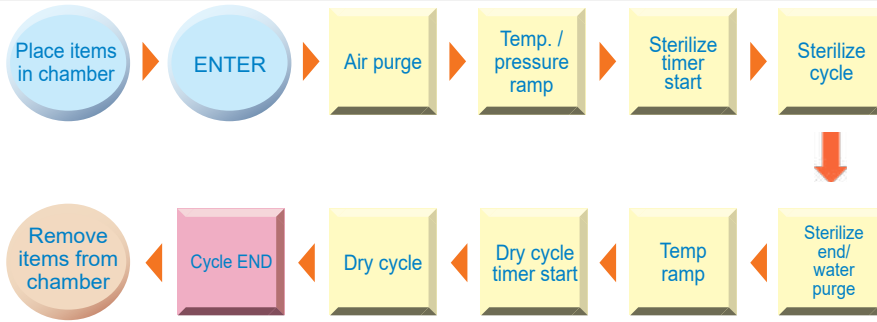 Place items
in chamber
ENTER
Air purge
Temp. /
pressure
ramp
Sterilize
timer
start
Sterilize
cycle
Remove
items from
chamber
Cycle END
Dry cycle
Dry cycle
timer start
Temp
ramp
Sterilize
end/
water
purge